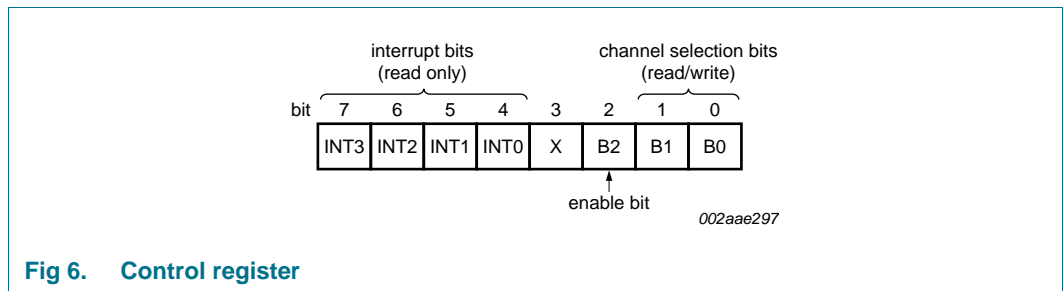 interrupt bits
(read only)
channel selection bits
(read/write)
bit 7 6 5 4 3 2 1 0
INT3 INT2 INT1 INT0 X B2 B1 B0
enable bit
002aae297
Fig 6. Control register